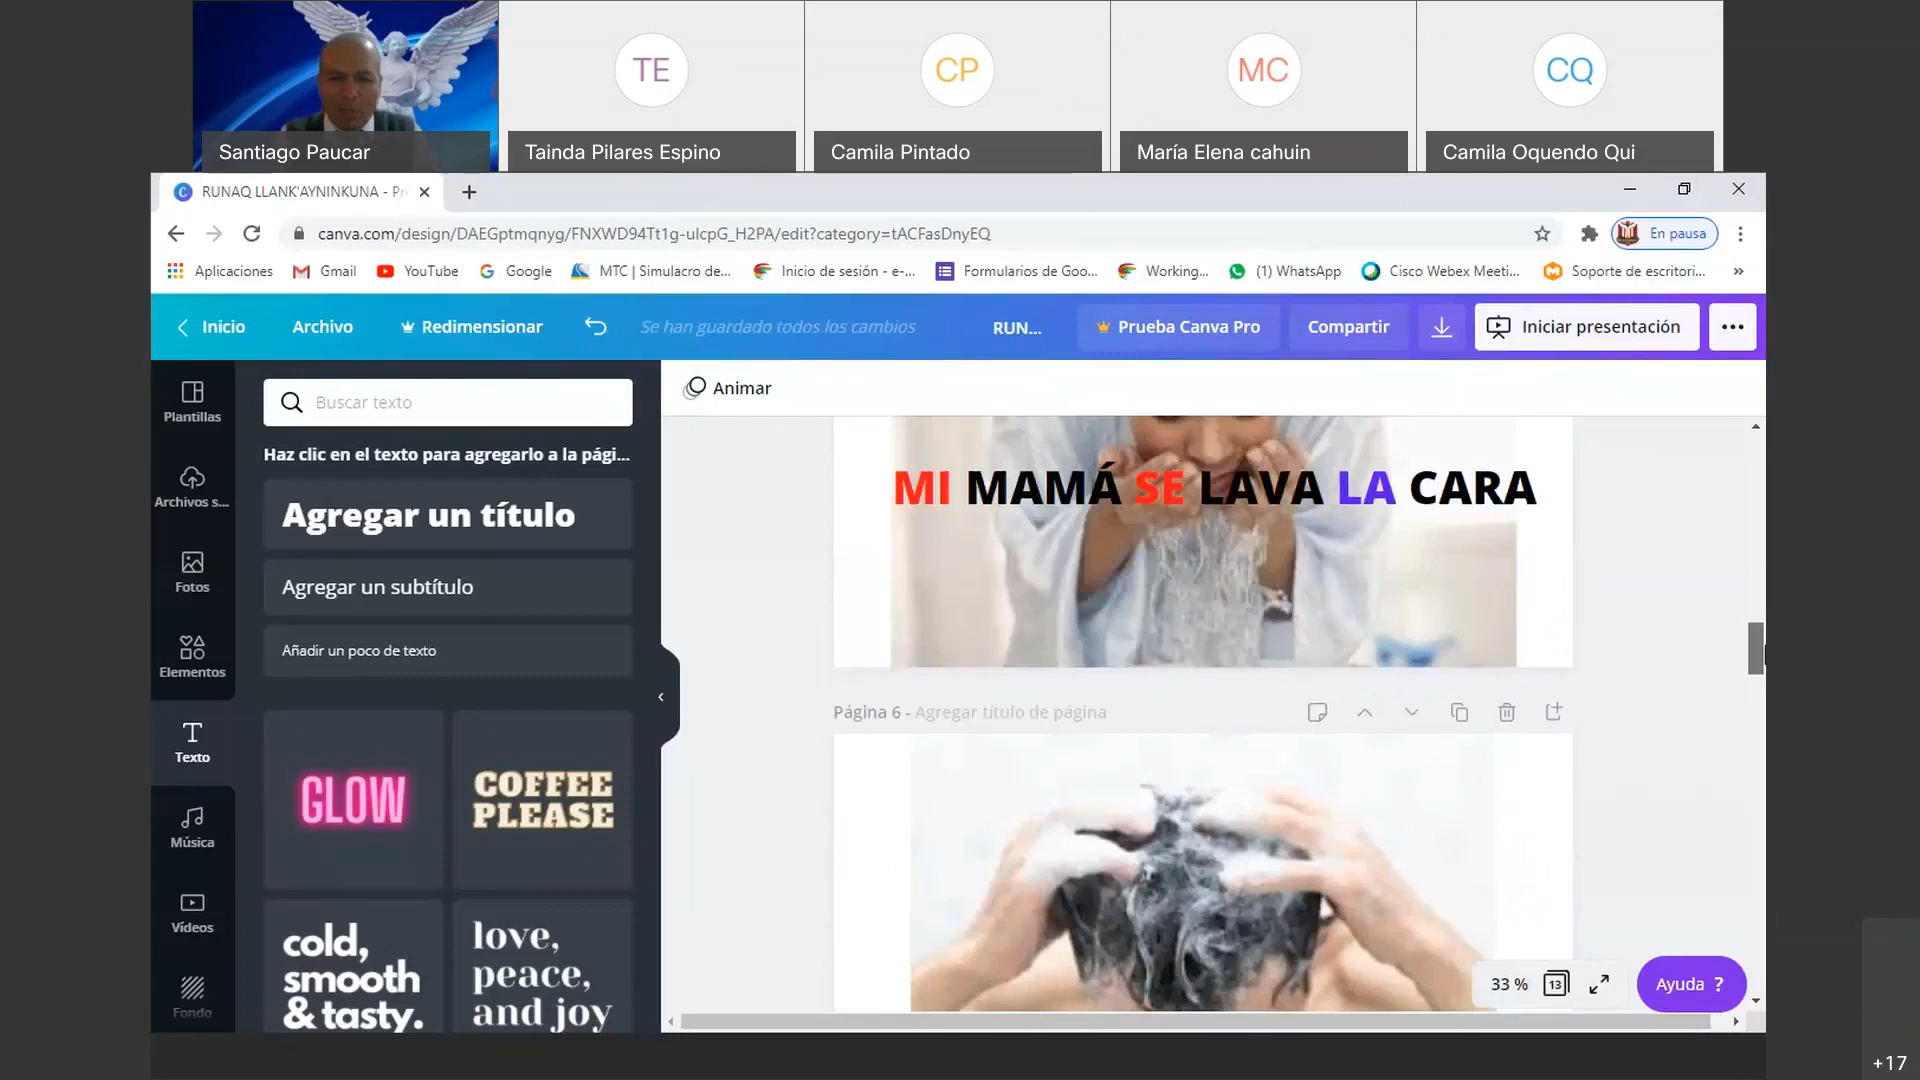 TE
CP
MC
CQ
Santiago Paucar
Tainda Pilares Espino
Camila Pintado
María Elena cahuin
Camila Oquendo Qui
RUNAQ LLANK'AYNINKUNA - Pr
canva.com/design/DAEGptmqnyg/FNXWD94Tt1g-ulcpG_H2PA/edit?category=tACFasDnyEQ
En pausa
Aplicaciones
Gmail
YouTube
Google
MTC | Simulacro de...
Inicio de sesión - e-...
Formularios de Goo...
Working...
(1) WhatsApp
Cisco Webex Meeti...
Soporte de escritori...
»
Inicio
Archivo
Redimensionar
Se han guardado todos los cambios
RUN...
Prueba Canva Pro
Compartir
Iniciar presentación
Plantillas
Archivos s...
Fotos
Elementos
Texto
Música
Vídeos
Fondo
Buscar texto
Haz clic en el texto para agregarlo a la pági...
Agregar un título
Agregar un subtítulo
Añadir un poco de texto
GLOW
COFFEE
PLEASE
cold,
smooth
& tasty.
love,
peace,
and joy
Animar
MI MAMÁ SE LAVA LA CARA
Página 6 - Agregar título de página
33 %
13
Ayuda ?
+17